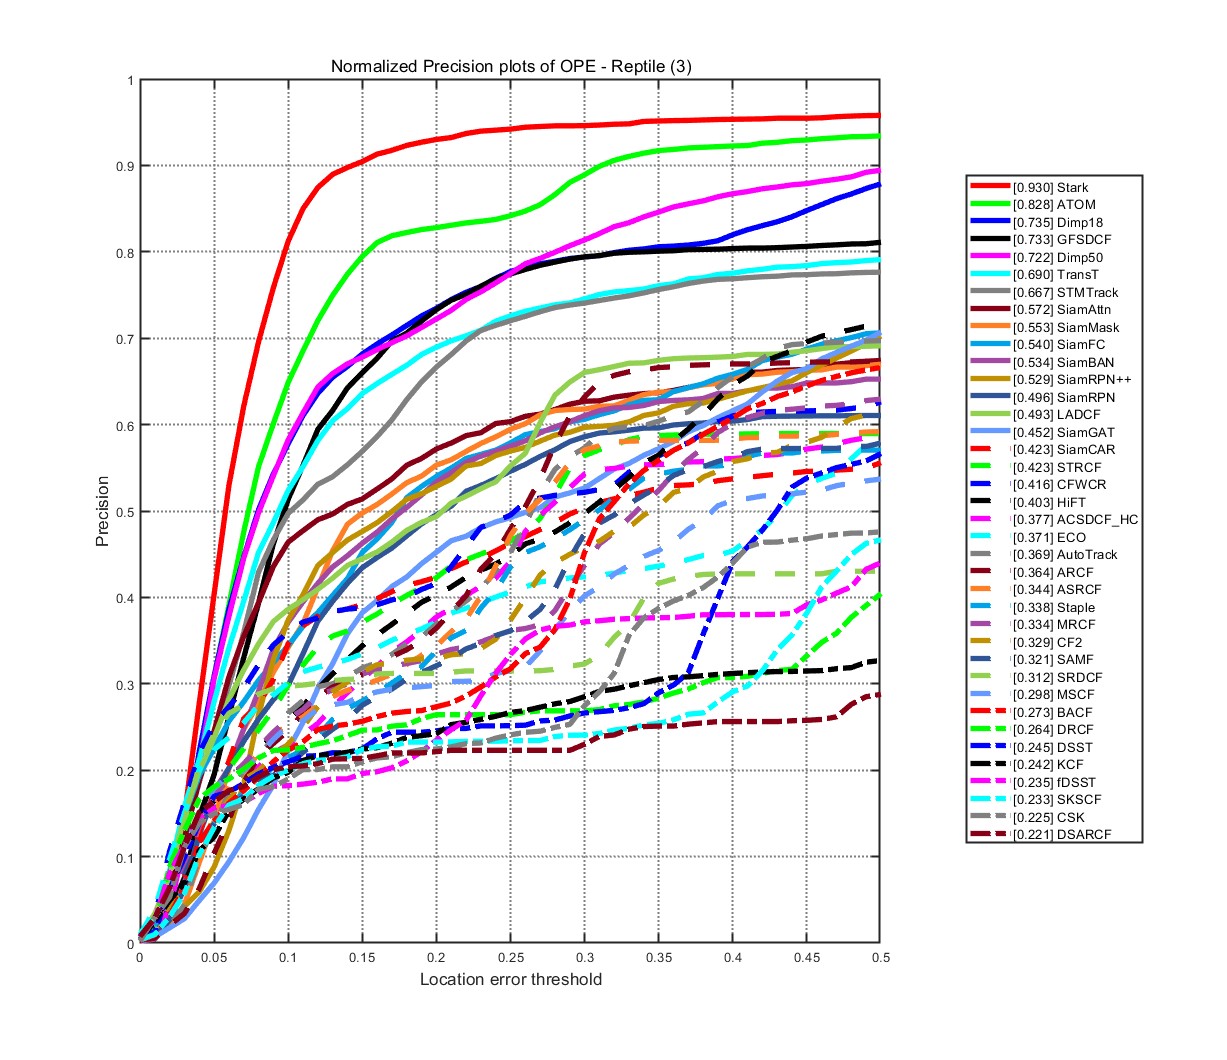 Normalized Precision plots of OPE - Reptile (3)
1
0.9
0.8
0.7
0.6
0.5
0.4
0.3
0.2
0.1
0
Precision
0
0.05
0.1
0.15
0.2
0.25
0.3
0.35
0.4
0.45
0.5
Location error threshold
[0.930] Stark
[0.828] ATOM
[0.735] Dimp18
[0.733] GFSDCF
[0.722] Dimp50
[0.690] TransT
[0.667] STMTrack
[0.572] SiamAttn
[0.553] SiamMask
[0.540] SiamFC
[0.534] SiamBAN
[0.529] SiamRPN++
[0.496] SiamRPN
[0.493] LADCF
[0.452] SiamGAT
[0.423] SiamCAR
[0.423] STRCF
[0.416] CFWCR
[0.403] HiFT
[0.377] ACSDCF_HC
[0.371] ECO
[0.369] AutoTrack
[0.364] ARCF
[0.344] ASRCF
[0.338] Staple
[0.334] MRCF
[0.329] CF2
[0.321] SAMF
[0.312] SRDCF
[0.298] MSCF
[0.273] BACF
[0.264] DRCF
[0.245] DSST
[0.242] KCF
[0.235] fDSST
[0.233] SKSCF
[0.225] CSK
[0.221] DSARCF